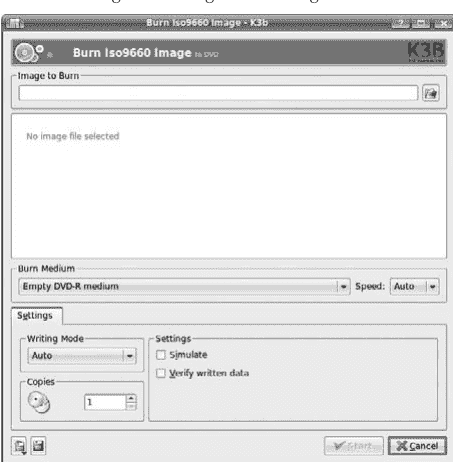 Burn Iso9660 Image - K3b
Burn Iso9660 Image to DVD
K3B
Image to Burn
No image file selected
Burn Medium
Empty DVD-R medium
Speed: Auto
Settings
Writing Mode
Settings
Auto
Simulate
Verify written data
Copies
1
Start
Cancel